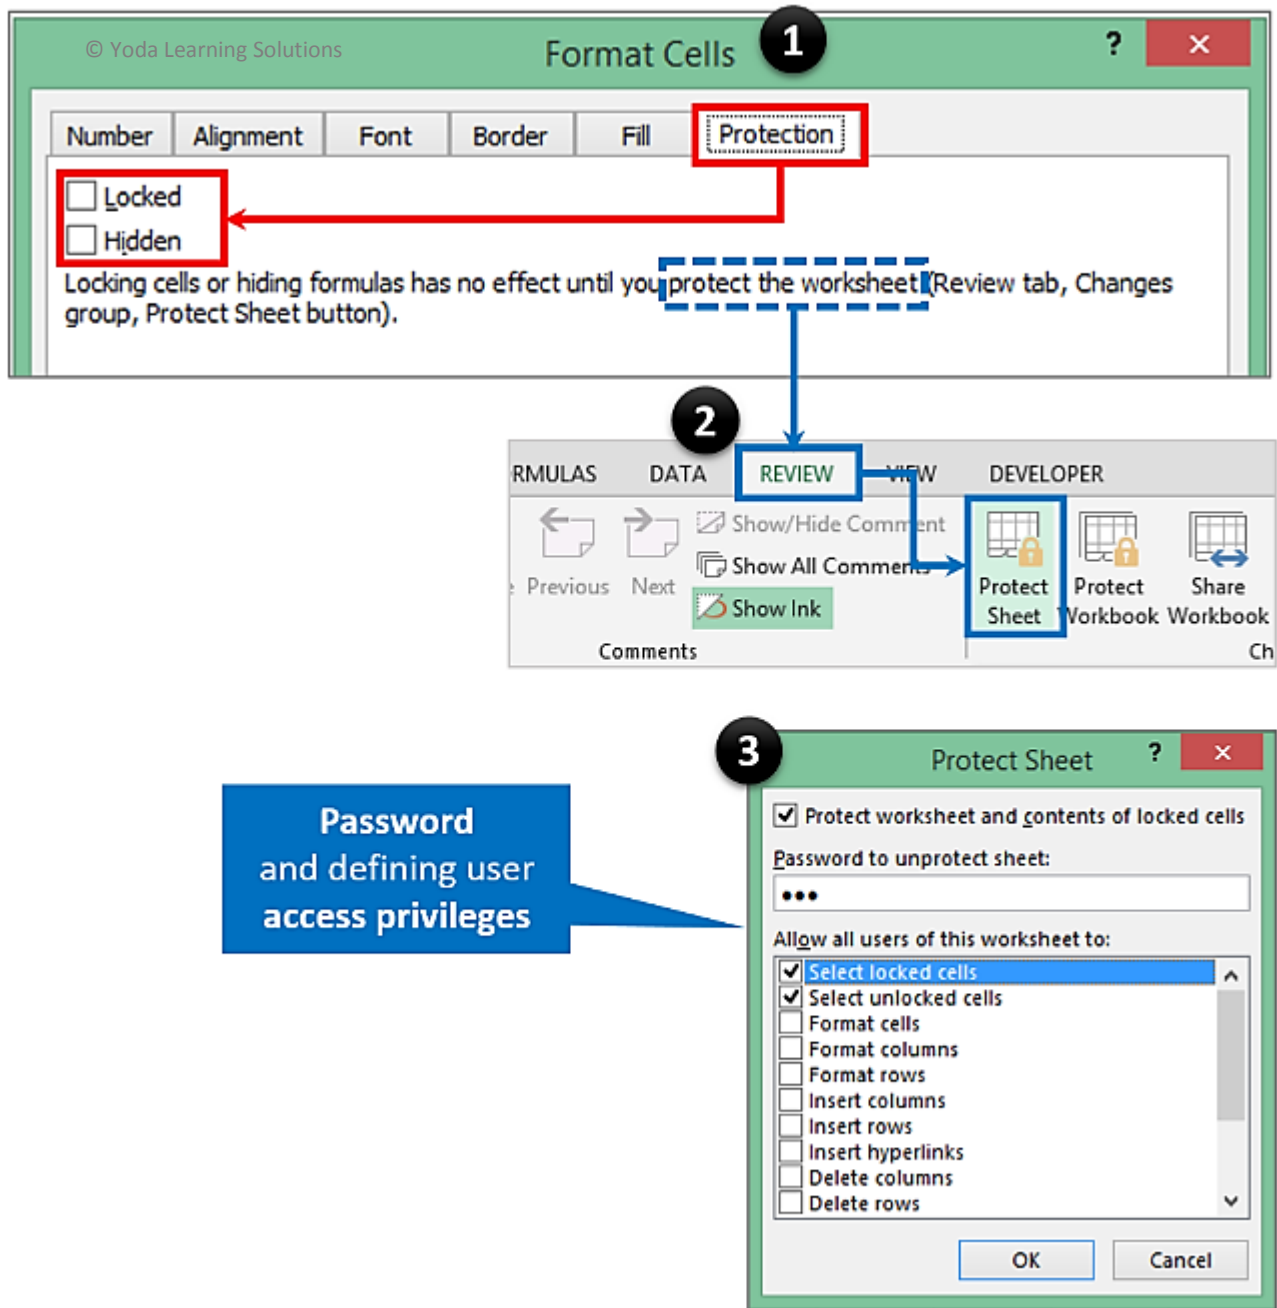 © Yoda Learning Solutions
Format Cells
1
?
Number Alignment Font Border Fill Protection
Locked
Hidden
Locking cells or hiding formulas has no effect until you protect the worksheet (Review tab, Changes
group, Protect Sheet button).
2
RMULAS DATA REVIEW VIEW DEVELOPER
Show/Hide Comment
Previous Next
Show All Comments
Show Ink
Protect Sheet
Protect Workbook
Share Workbook
Comments
Ch
3
Protect Sheet ?
Protect worksheet and contents of locked cells
Password to unprotect sheet:
•••
Allow all users of this worksheet to:
Select locked cells
Select unlocked cells
Format cells
Format columns
Format rows
Insert columns
Insert rows
Insert hyperlinks
Delete columns
Delete rows
OK Cancel
Password
and defining user
access privileges